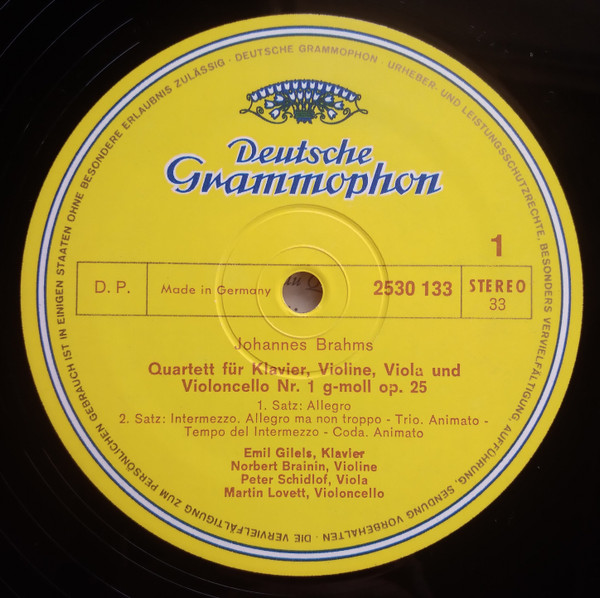 DEUTSCHE GRAMMOPHON · URHEBER- UND LEISTUNGSSCHUTZRECHTE, BESONDERS VERVIELFÄLTIGUNG, AUFFÜHRUNG, SENDUNG VORBEHALTEN · DIE VERVIELFÄLTIGUNG ZUM PERSÖNLICHEN GEBRAUCH IST IN EINIGEN STAATEN OHNE BESONDERE ERLAUBNIS ZULÄSSIG ·
Deutsche
Grammophon
1
D. P. Made in Germany 2530 133 STEREO
33
Johannes Brahms
Quartett für Klavier, Violine, Viola und
Violoncello Nr. 1 g-moll op. 25
1. Satz: Allegro
2. Satz: Intermezzo. Allegro ma non troppo - Trio. Animato -
Tempo del Intermezzo - Coda. Animato
Emil Gilels, Klavier
Norbert Brainin, Violine
Peter Schidlof, Viola
Martin Lovett, Violoncello